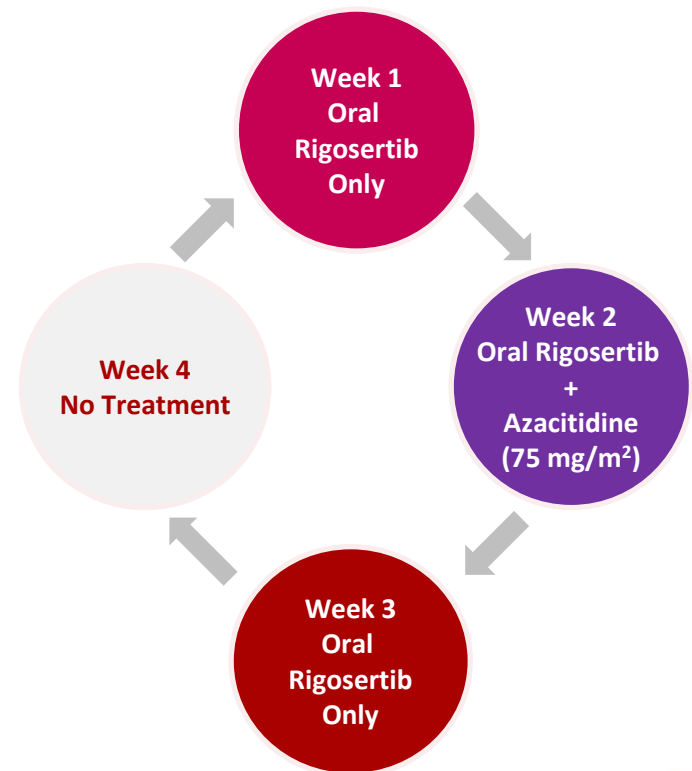 Week 1
Oral
Rigosertib
Only
Week 2
Oral Rigosertib
+
Azacitidine
(75 mg/m²)
Week 3
Oral
Rigosertib
Only
Week 4
No Treatment